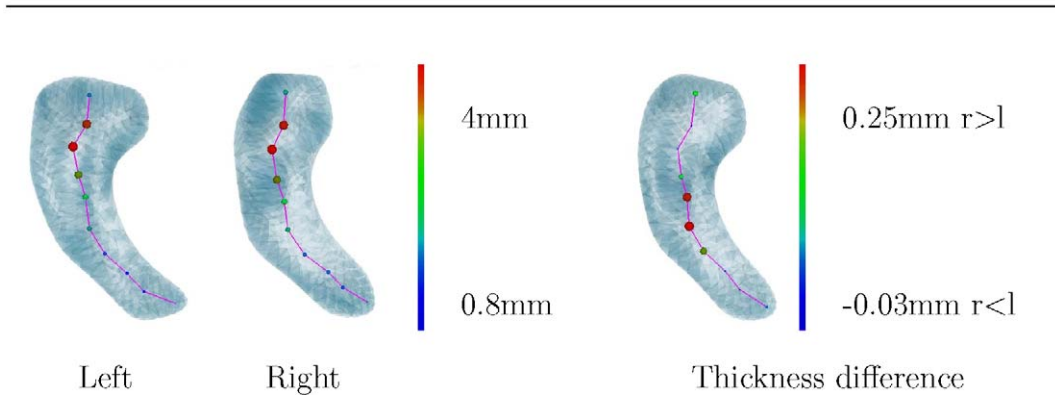 4mm
0.25mm r>l
0.8mm
-0.03mm r<l
Left
Right
Thickness difference